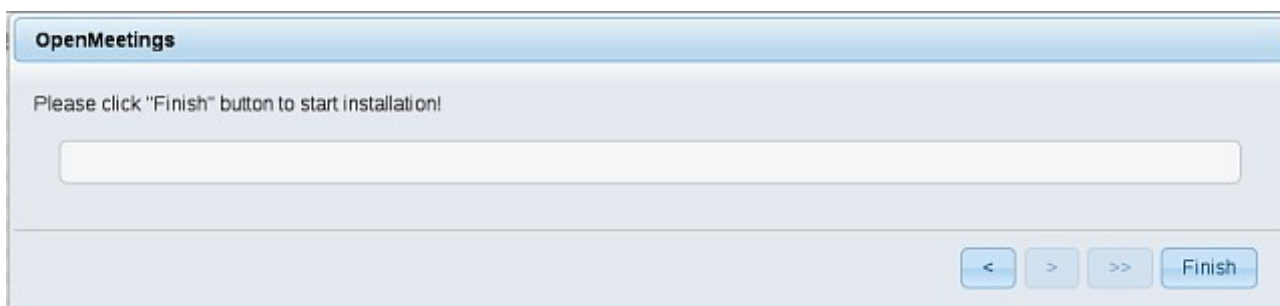 OpenMeetings
Please click "Finish" button to start installation!
< > >> Finish